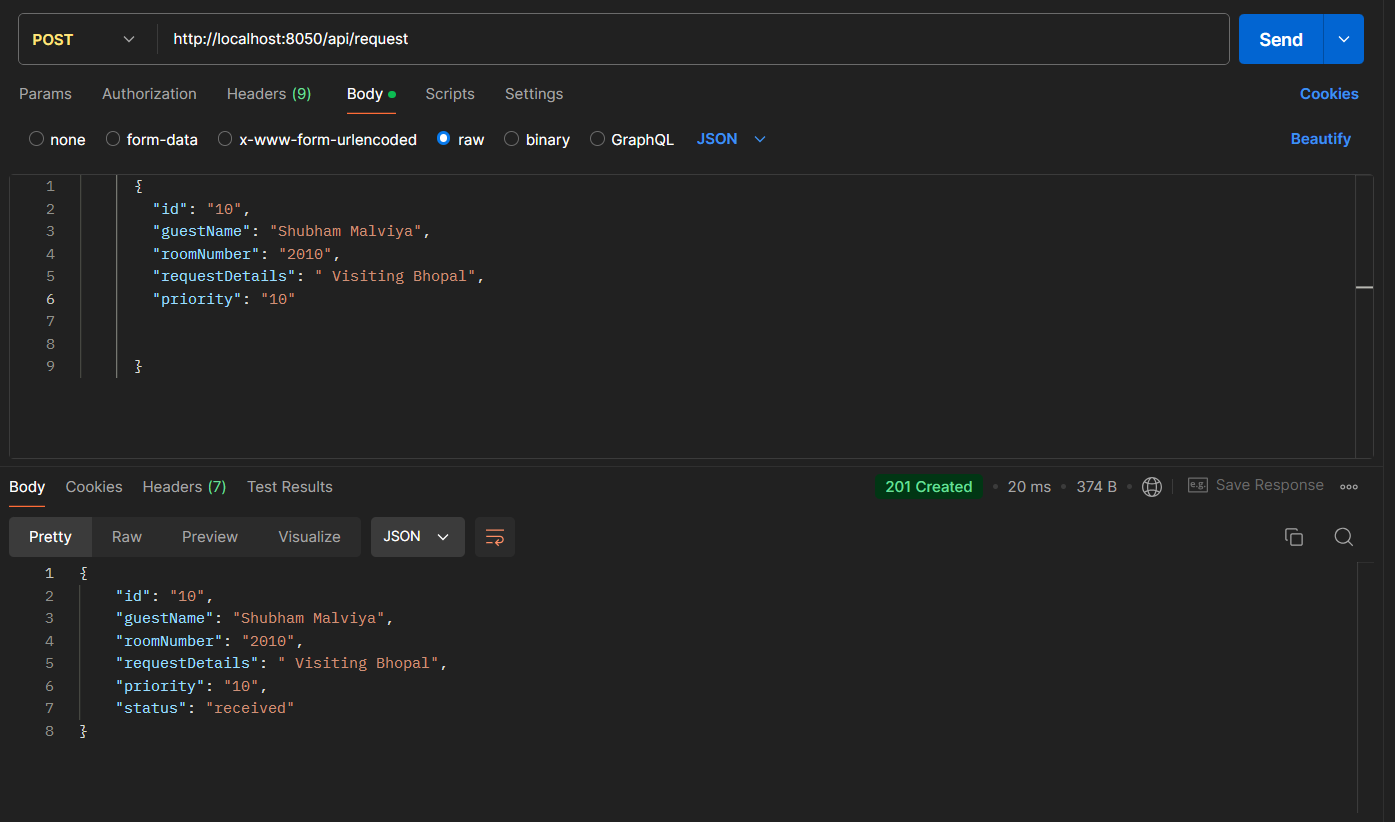 POST http://localhost:8050/api/request Send
Params Authorization Headers (9) Body Scripts Settings Cookies
none form-data x-www-form-urlencoded raw binary GraphQL JSON Beautify
1 {
2 "id": "10",
3 "guestName": "Shubham Malviya",
4 "roomNumber": "2010",
5 "requestDetails": " Visiting Bhopal",
6 "priority": "10"
7
8
9 }
Body Cookies Headers (7) Test Results 201 Created • 20 ms • 374 B • e.g. Save Response
Pretty Raw Preview Visualize JSON
1 {
2 "id": "10",
3 "guestName": "Shubham Malviya",
4 "roomNumber": "2010",
5 "requestDetails": " Visiting Bhopal",
6 "priority": "10",
7 "status": "received"
8 }